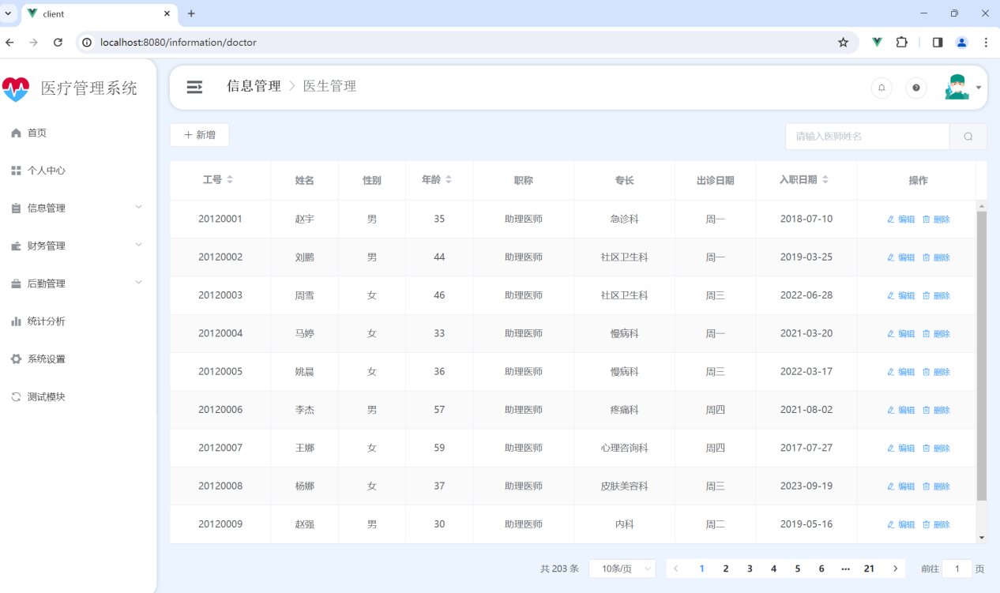 client
localhost:8080/information/doctor
医疗管理系统
首页
个人中心
信息管理
财务管理
后勤管理
统计分析
系统设置
测试模块
信息管理 > 医生管理
新增
请输入医师姓名
工号 姓名 性别 年龄 职称 专长 出诊日期 入职日期 操作
20120001 赵宇 男 35 助理医师 急诊科 周一 2018-07-10 编辑 删除
20120002 刘鹏 男 44 助理医师 社区卫生科 周一 2019-03-25 编辑 删除
20120003 周雪 女 46 助理医师 社区卫生科 周三 2022-06-28 编辑 删除
20120004 马婷 女 33 助理医师 慢病科 周一 2021-03-20 编辑 删除
20120005 姚晨 女 36 助理医师 慢病科 周三 2022-03-17 编辑 删除
20120006 李杰 男 57 助理医师 疼痛科 周四 2021-08-02 编辑 删除
20120007 王娜 女 59 助理医师 心理咨询科 周四 2017-07-27 编辑 删除
20120008 杨娜 女 37 助理医师 皮肤美容科 周三 2023-09-19 编辑 删除
20120009 赵强 男 30 助理医师 内科 周二 2019-05-16 编辑 删除
共 203 条 10条/页 1 2 3 4 5 6 ··· 21 前往 1 页